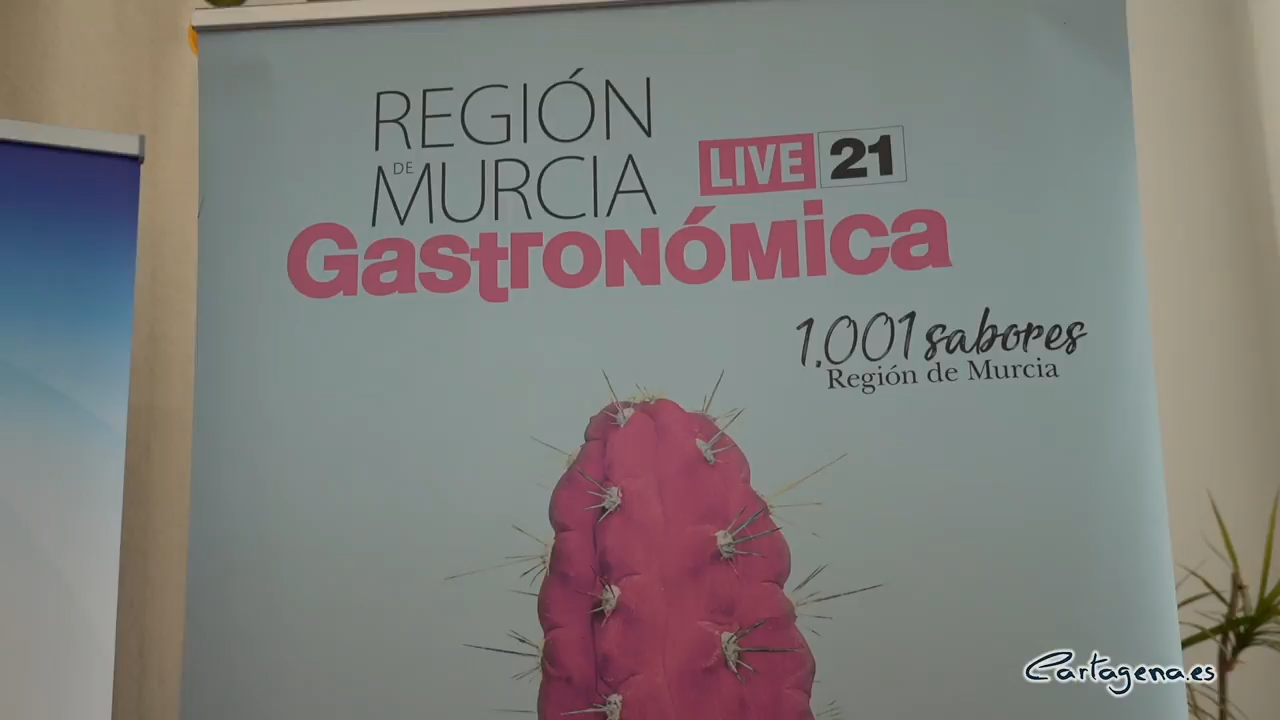 REGIÓN
DE MURCIA LIVE 21
Gastronómica
1.001 sabores
Región de Murcia
Cartagena.es